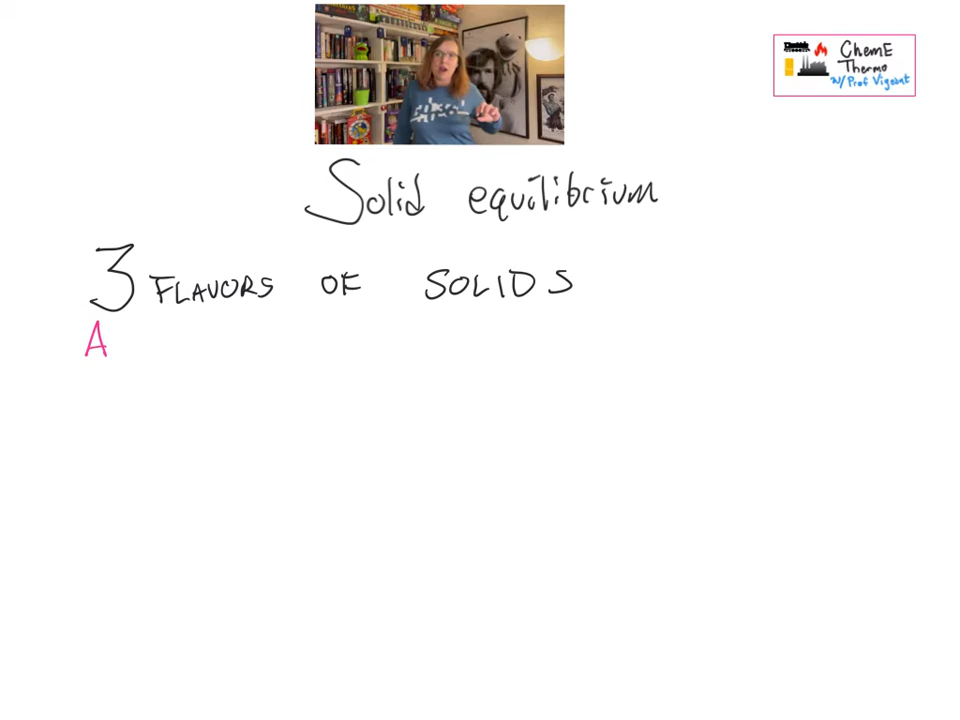 ChemE
Thermo
w/ Prof Vigeant
Solid equilibrium
3 FLAVORS OF SOLIDS
A